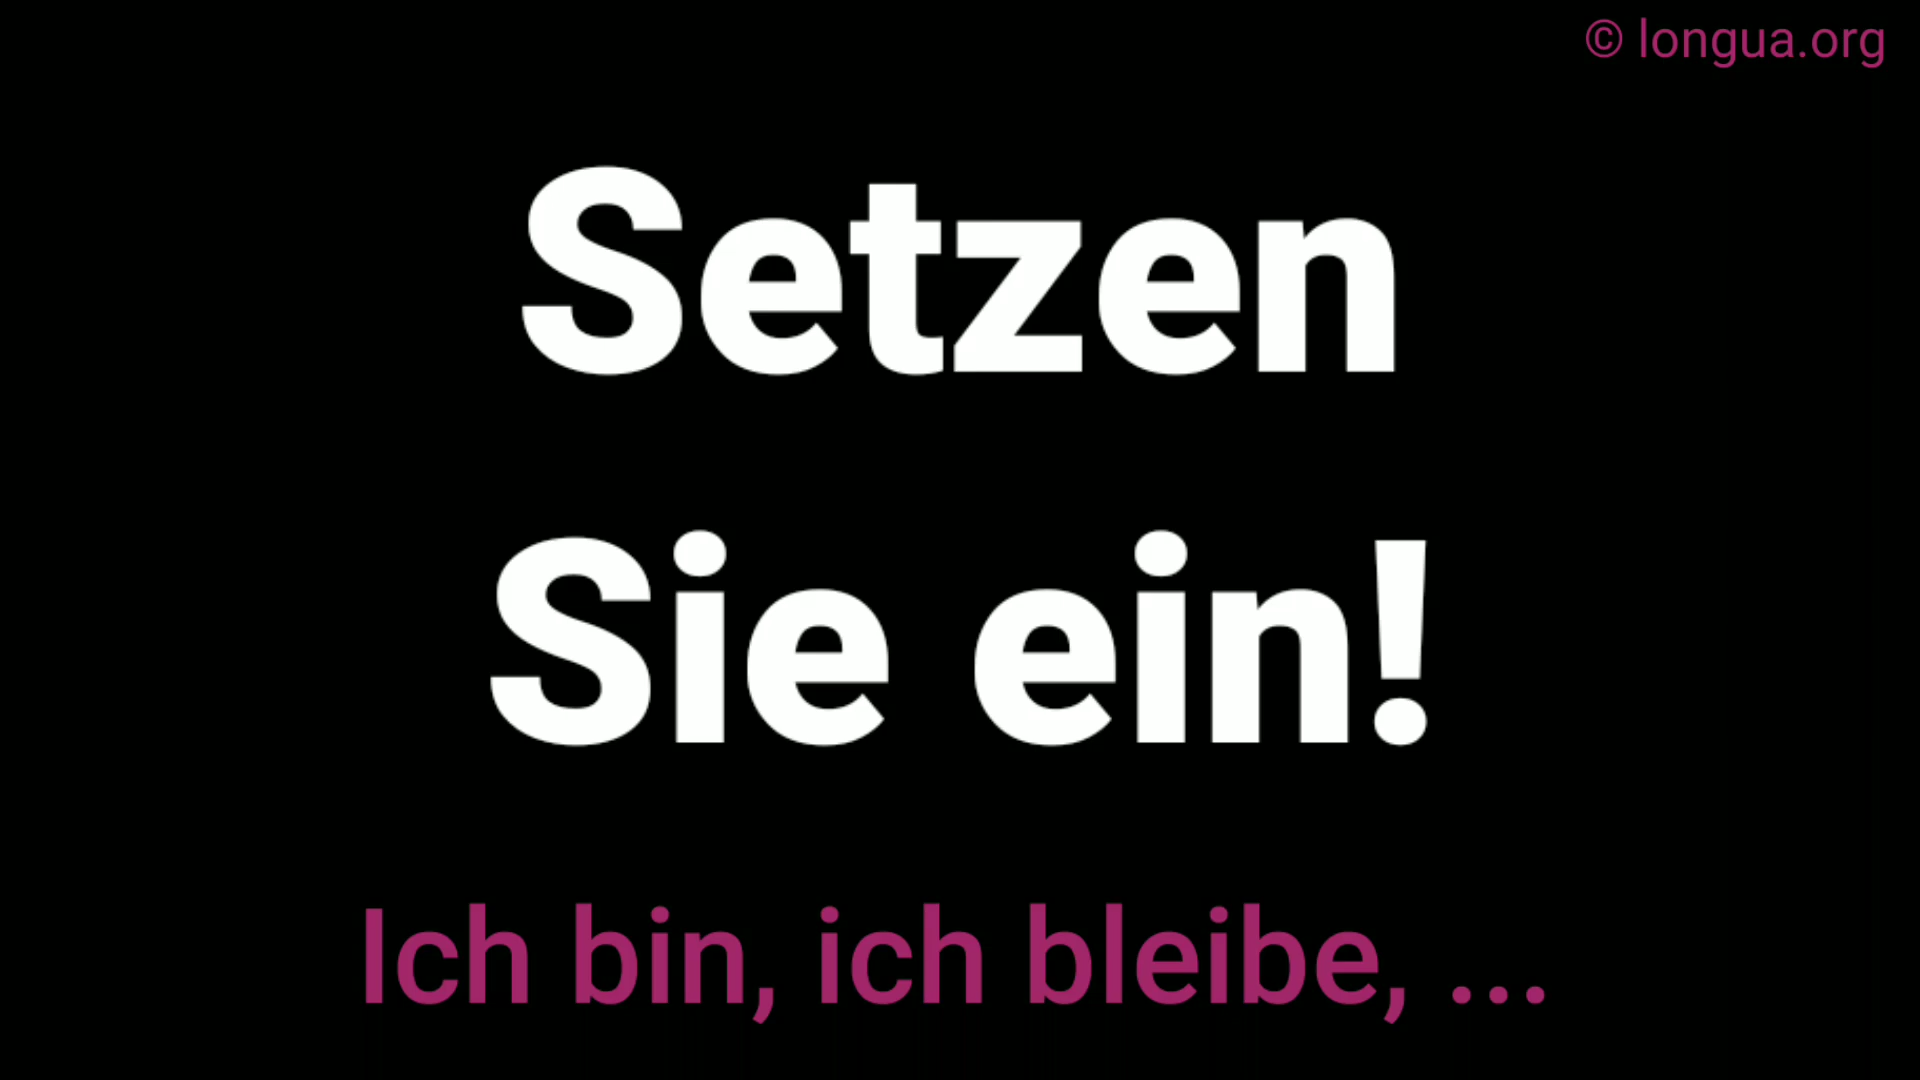 © longua.org
Setzen
Sie ein!
Ich bin, ich bleibe, ...